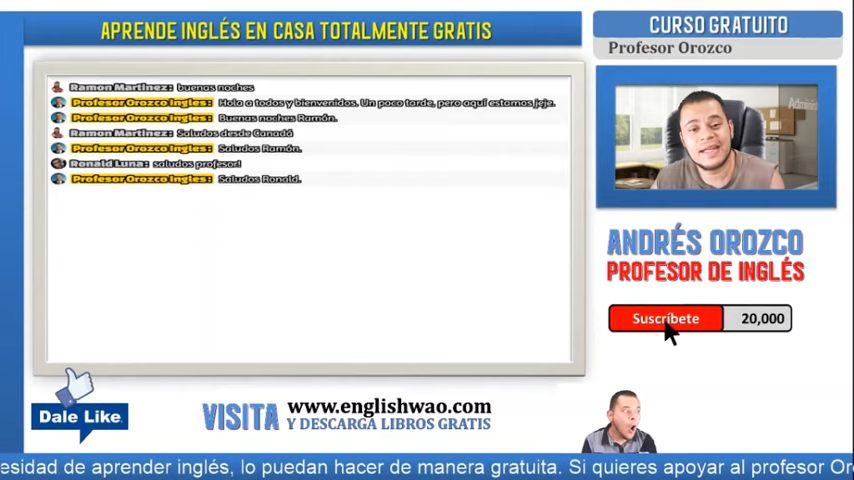 APRENDE INGLÉS EN CASA TOTALMENTE GRATIS
CURSO GRATUITO
Profesor Orozco
Ramon Martinez: buenas noches
Profesor Orozco Ingles: Hola a todos y bienvenidos. Un poco tarde, pero aquí estamos jeje.
Profesor Orozco Ingles: Buenas noches Ramón.
Ramon Martinez: Saludos desde Canadá
Profesor Orozco Ingles: Saludos Ramón.
Ronald Luna: saludos profesor!
Profesor Orozco Ingles: Saludos Ronald.
ANDRÉS OROZCO
PROFESOR DE INGLÉS
Suscríbete 20,000
Dale Like
VISITA www.englishwao.com
Y DESCARGA LIBROS GRATIS
esidad de aprender inglés, lo pueden hacer de manera gratuita. Si quieres apoyar al profesor Oro